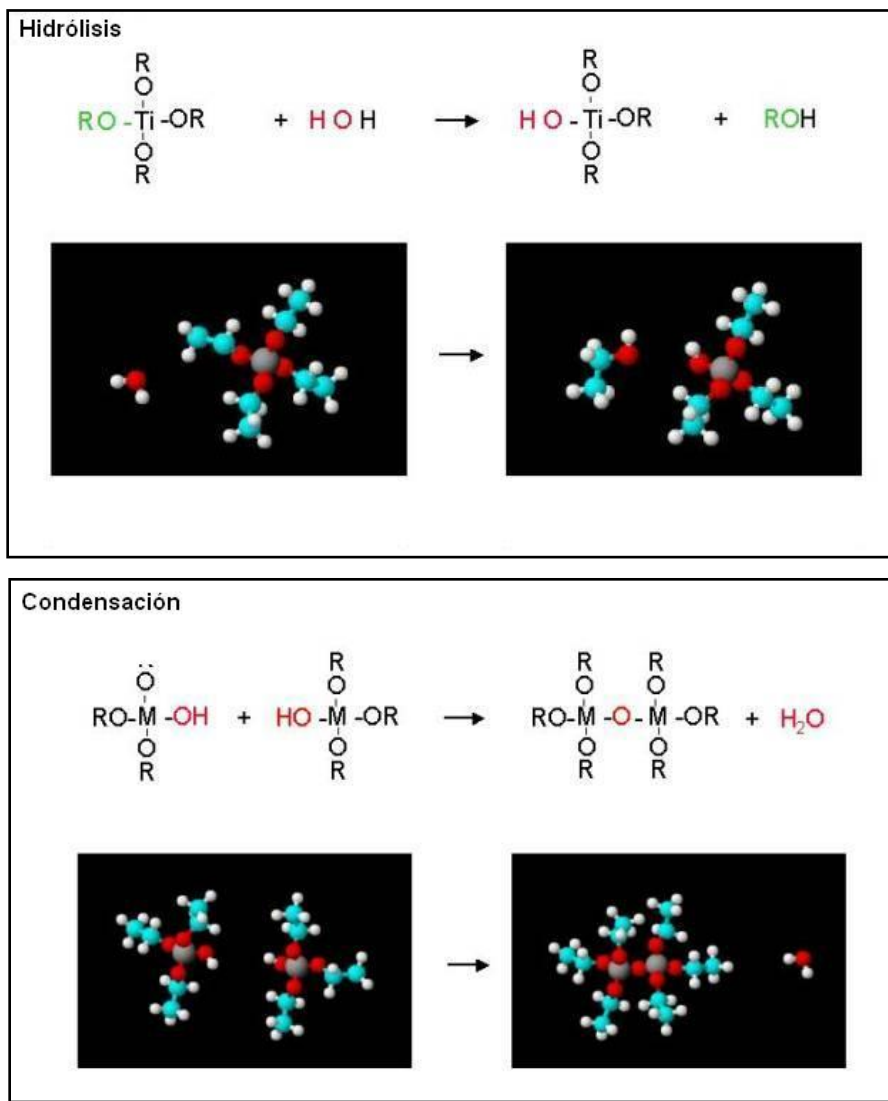 Hidrólisis
R R
O O
RO -Ti -OR + H O H → H O -Ti -OR + ROH
O O
R R
Condensación
R R R
:O O O O
RO-M -OH + HO -M -OR → RO-M -O -M -OR + H₂O
O O O O
R R R R